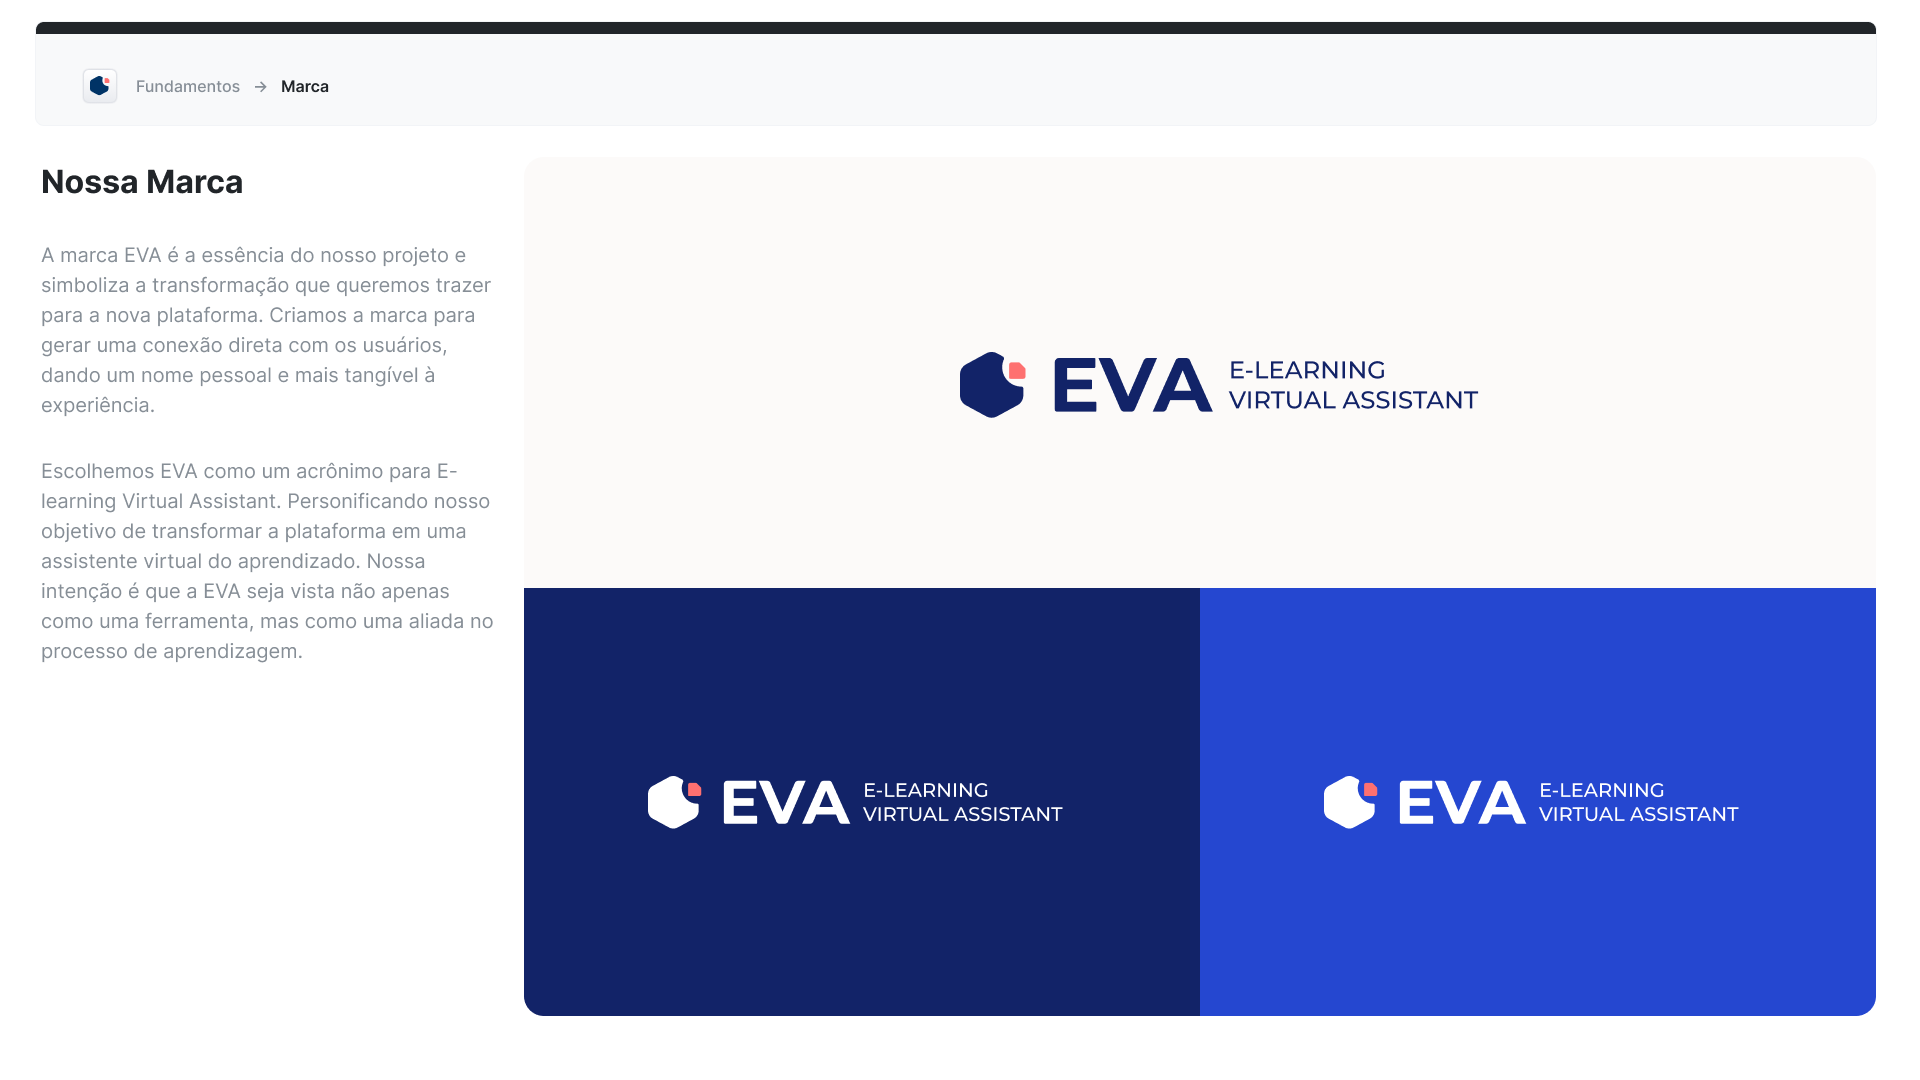 Fundamentos → Marca
Nossa Marca
A marca EVA é a essência do nosso projeto e
simboliza a transformação que queremos trazer
para a nova plataforma. Criamos a marca para
gerar uma conexão direta com os usuários,
dando um nome pessoal e mais tangível à
experiência.
Escolhemos EVA como um acrônimo para E-
learning Virtual Assistant. Personificando nosso
objetivo de transformar a plataforma em uma
assistente virtual do aprendizado. Nossa
intenção é que a EVA seja vista não apenas
como uma ferramenta, mas como uma aliada no
processo de aprendizagem.
EVA
E-LEARNING
VIRTUAL ASSISTANT
EVA
E-LEARNING
VIRTUAL ASSISTANT
EVA
E-LEARNING
VIRTUAL ASSISTANT